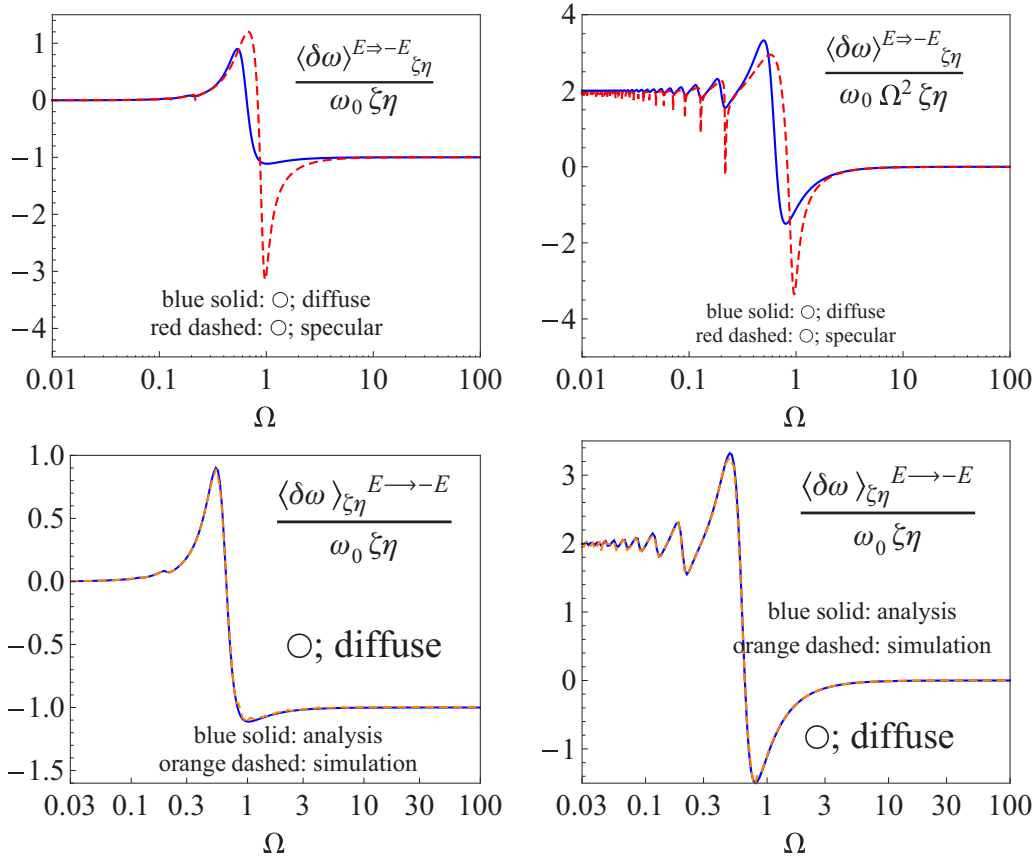 ⟨δω⟩^{E⇒−E}_{ζη}
ω₀ ζη
1
0
−1
−2
−3
−4
blue solid: ○; diffuse
red dashed: ○; specular
0.01 0.1 1 10 100
Ω
⟨δω⟩^{E⇒−E}_{ζη}
ω₀ Ω² ζη
4
2
0
−2
−4
blue solid: ○; diffuse
red dashed: ○; specular
0.01 0.1 1 10 100
Ω
⟨δω⟩_{ζη}^{E⟶−E}
ω₀ ζη
1.0
0.5
0.0
−0.5
−1.0
−1.5
○; diffuse
blue solid: analysis
orange dashed: simulation
0.03 0.1 0.3 1 3 10 30 100
Ω
⟨δω⟩_{ζη}^{E⟶−E}
ω₀ ζη
3
2
1
0
−1
blue solid: analysis
orange dashed: simulation
○; diffuse
0.03 0.1 0.3 1 3 10 30 100
Ω